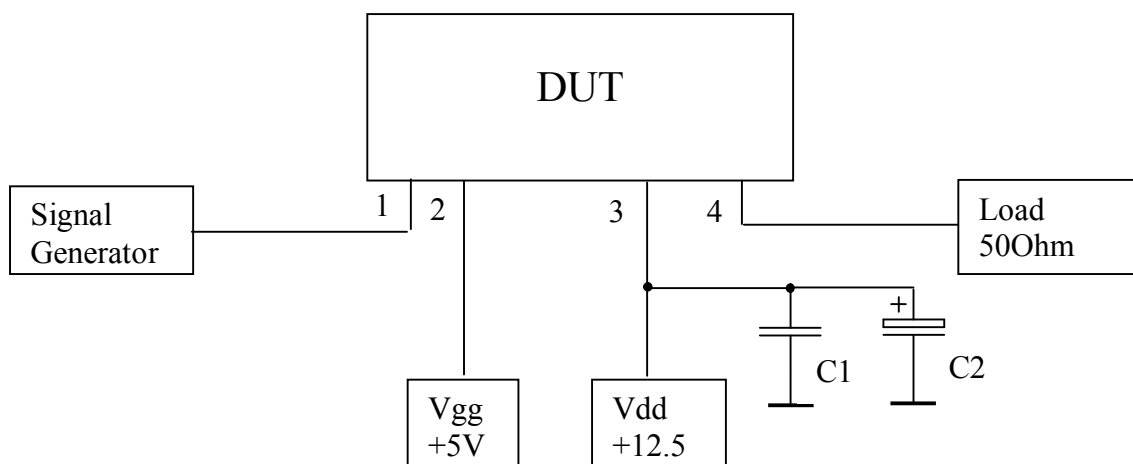 DUT
1
2
3
4
Signal
Generator
Load
50Ohm
+
C1
C2
Vgg
+5V
Vdd
+12.5